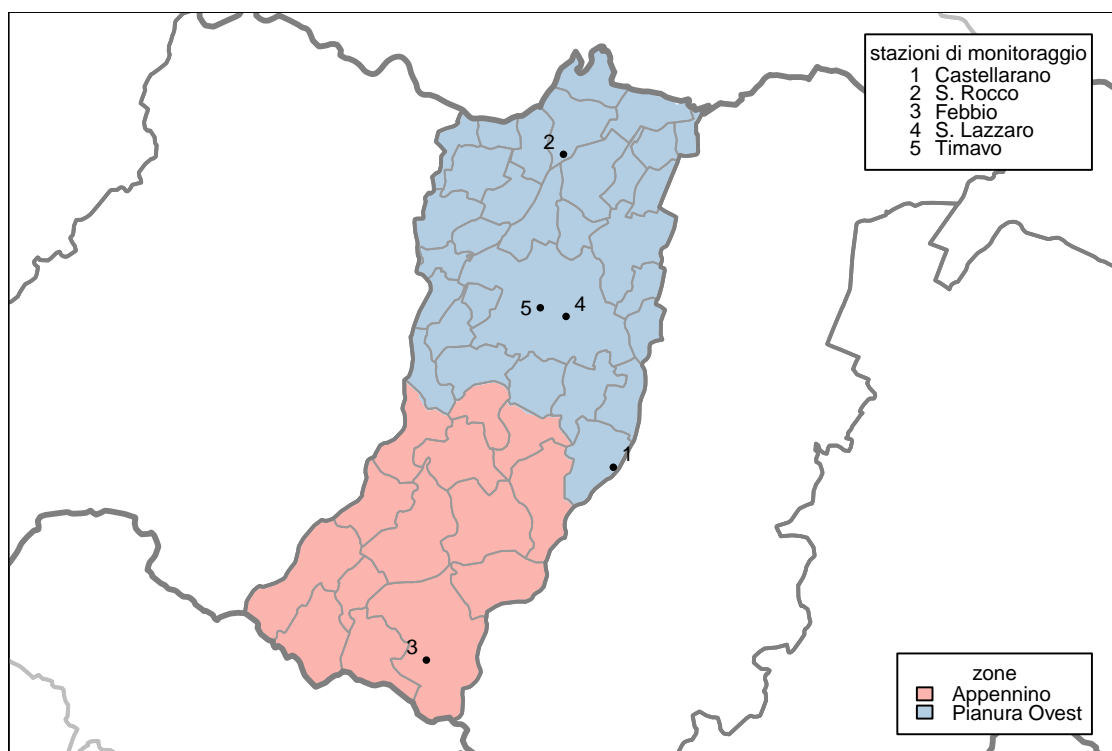 stazioni di monitoraggio
1 Castellarano
2 S. Rocco
3 Febbio
4 S. Lazzaro
5 Timavo
2
5
4
1
3
zone
Appennino
Pianura Ovest